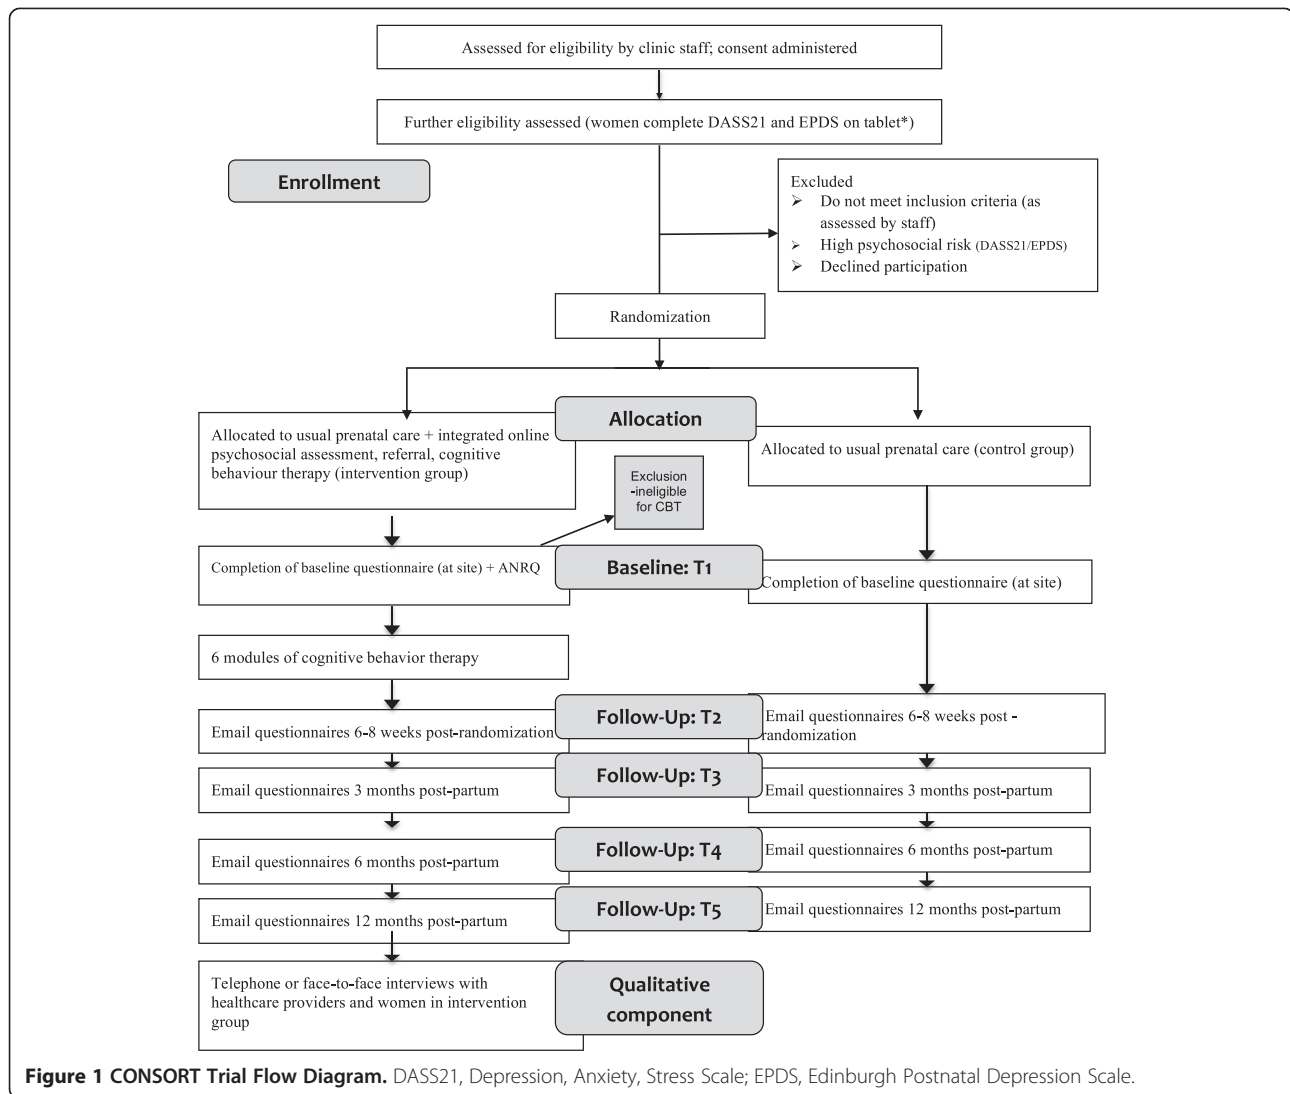 Assessed for eligibility by clinic staff; consent administered
Further eligibility assessed (women complete DASS21 and EPDS on tablet*)
Enrollment
Excluded
➢ Do not meet inclusion criteria (as
assessed by staff)
➢ High psychosocial risk (DASS21/EPDS)
➢ Declined participation
Randomization
Allocation
Allocated to usual prenatal care + integrated online
psychosocial assessment, referral, cognitive
behaviour therapy (intervention group)
Allocated to usual prenatal care (control group)
Exclusion
-ineligible
for CBT
Completion of baseline questionnaire (at site) + ANRQ
Baseline: T1
Completion of baseline questionnaire (at site)
6 modules of cognitive behavior therapy
Email questionnaires 6-8 weeks post-randomization
Follow-Up: T2
Email questionnaires 6-8 weeks post -
randomization
Email questionnaires 3 months post-partum
Follow-Up: T3
Email questionnaires 3 months post-partum
Email questionnaires 6 months post-partum
Follow-Up: T4
Email questionnaires 6 months post-partum
Email questionnaires 12 months post-partum
Follow-Up: T5
Email questionnaires 12 months post-partum
Telephone or face-to-face interviews with
healthcare providers and women in intervention
group
Qualitative
component
Figure 1 CONSORT Trial Flow Diagram. DASS21, Depression, Anxiety, Stress Scale; EPDS, Edinburgh Postnatal Depression Scale.